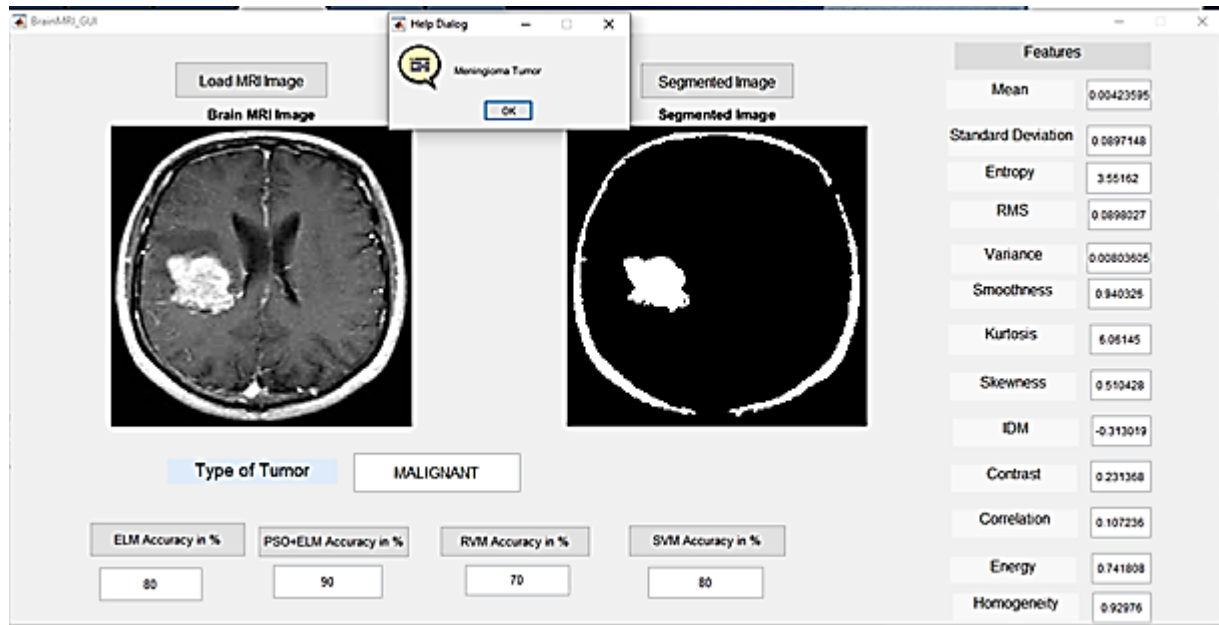 BrainMRI_GUI
Help Dialog
Meningioma Tumor
OK
Load MRI Image
Brain MRI Image
Segmented Image
Segmented Image
Features
Mean 0.00423595
Standard Deviation 0.0897148
Entropy 3.55162
RMS 0.0898027
Variance 0.00803605
Smoothness 0.940325
Kurtosis 6.06145
Skewness 0.510428
IDM -0.313019
Contrast 0.231368
Correlation 0.107236
Energy 0.741808
Homogeneity 0.92976
Type of Tumor MALIGNANT
ELM Accuracy in % PSO+ELM Accuracy in % RVM Accuracy in % SVM Accuracy in %
80 90 70 80